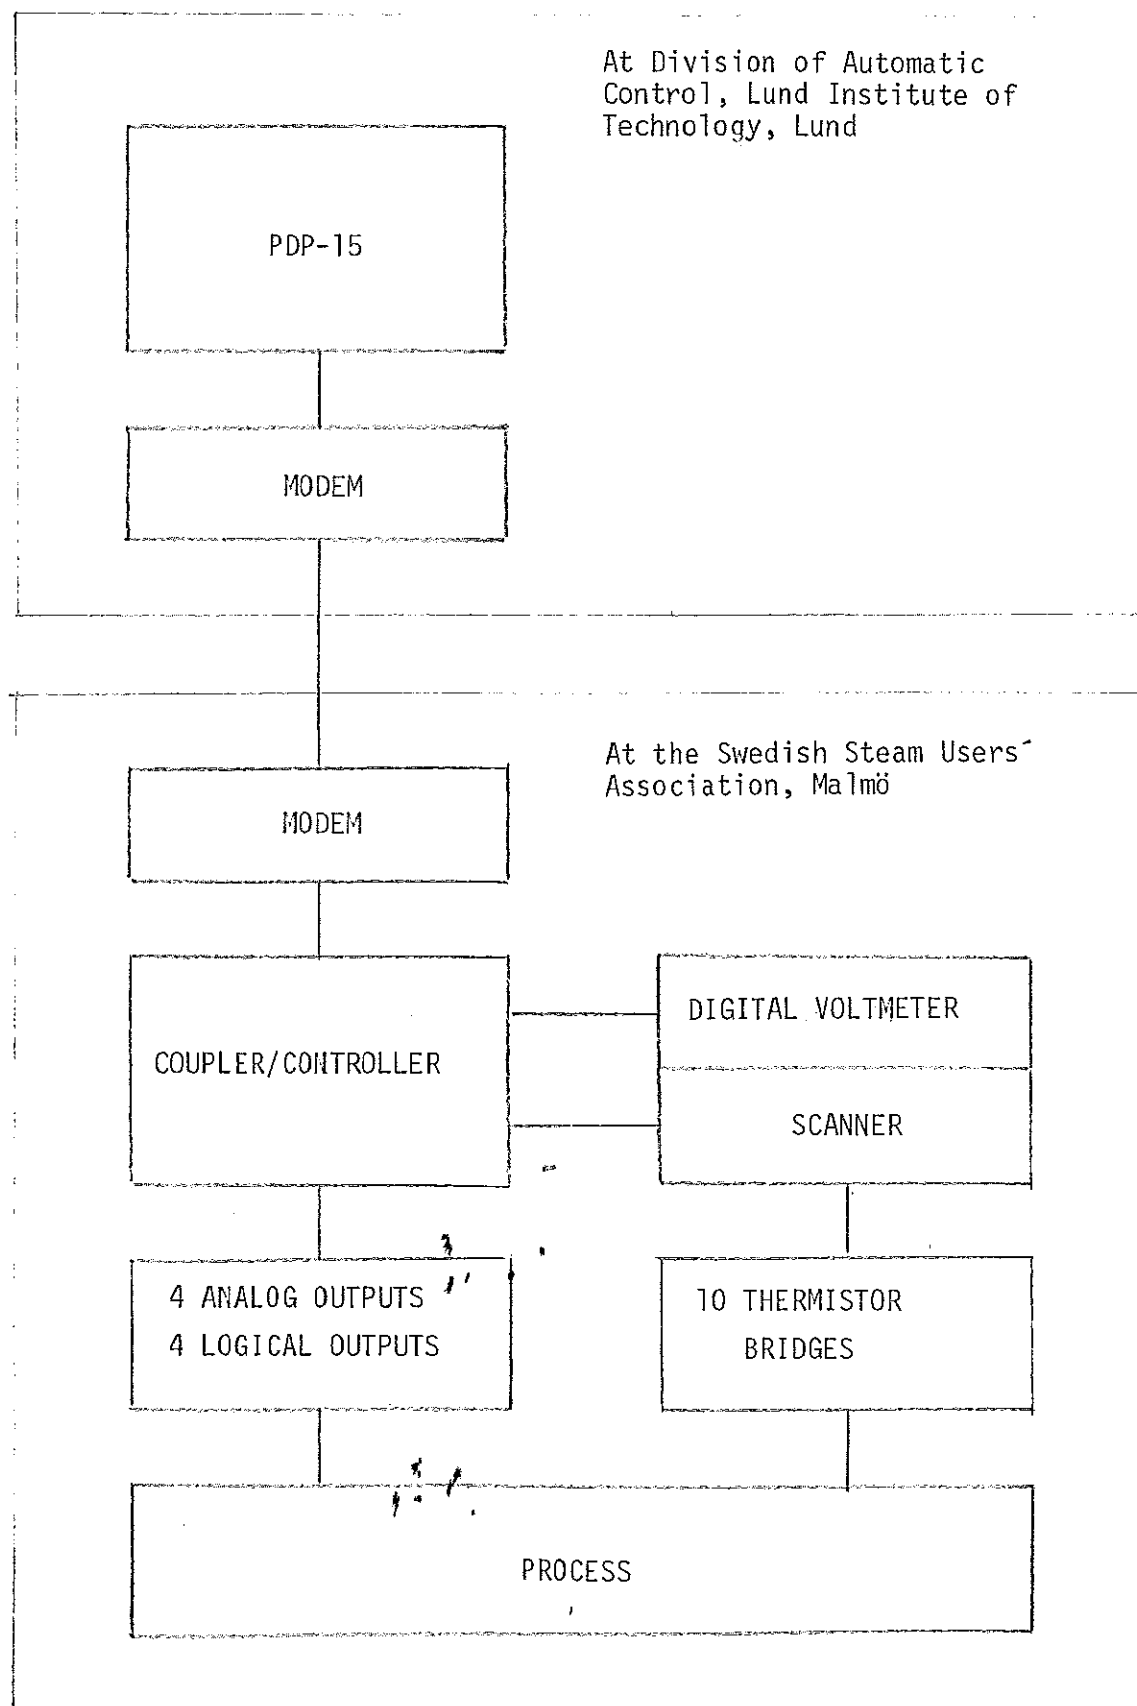 At Division of Automatic
Control, Lund Institute of
Technology, Lund
PDP-15
MODEM
At the Swedish Steam Users´
Association, Malmö
MODEM
DIGITAL VOLTMETER
COUPLER/CONTROLLER
SCANNER
4 ANALOG OUTPUTS
4 LOGICAL OUTPUTS
10 THERMISTOR
BRIDGES
PROCESS